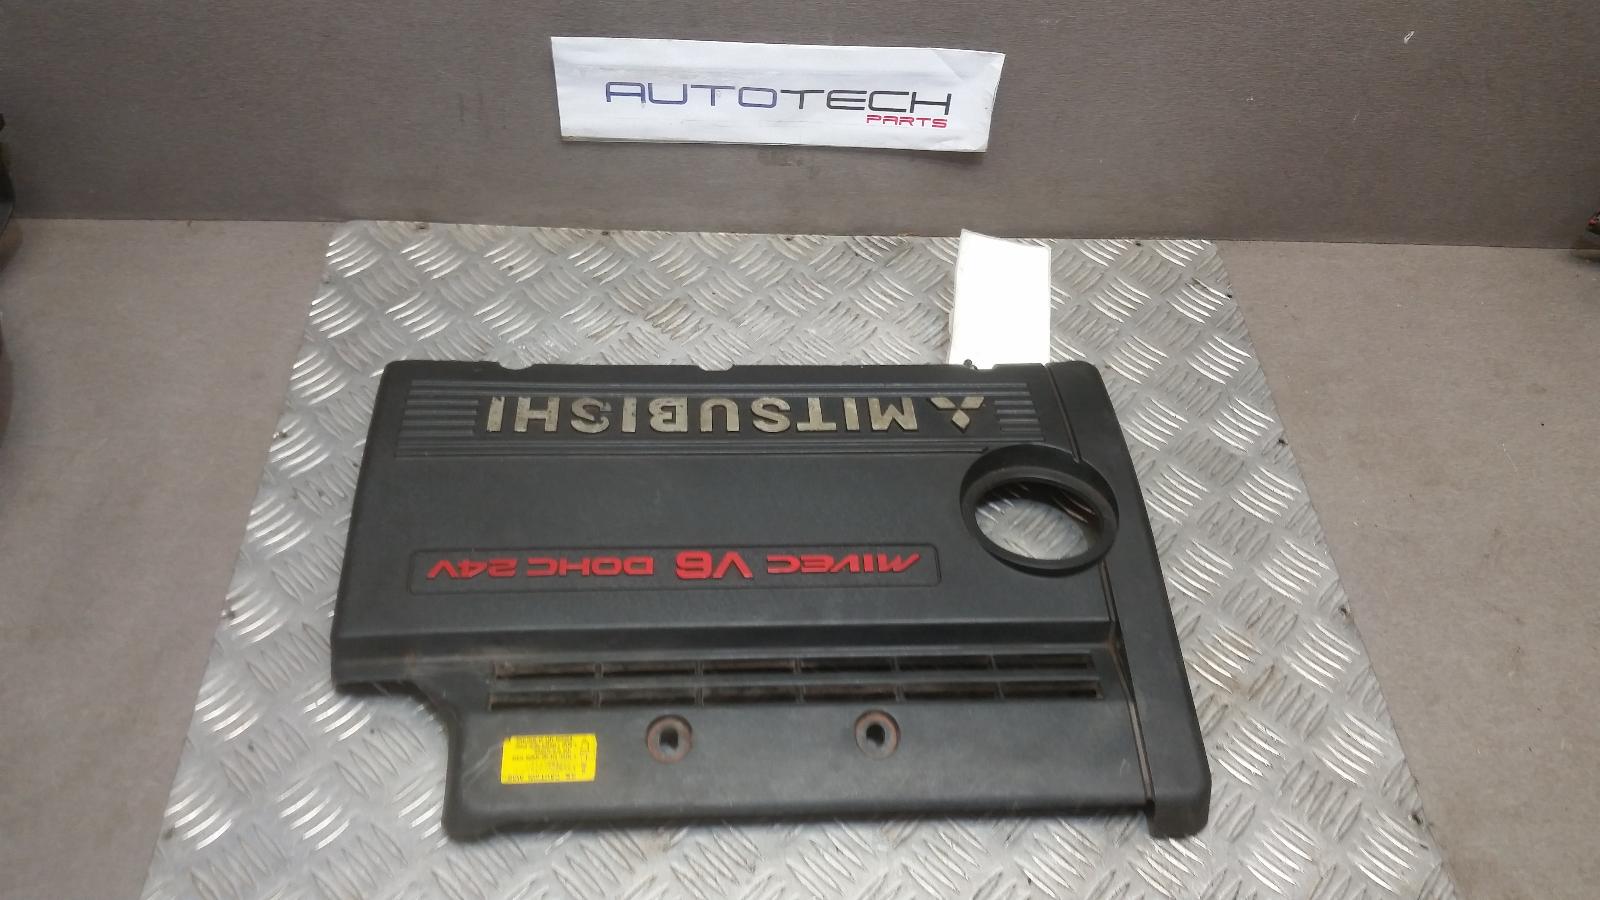 AUTOTECH
PARTS
MITSUBISHI
MIVEC V6 DOHC 24V